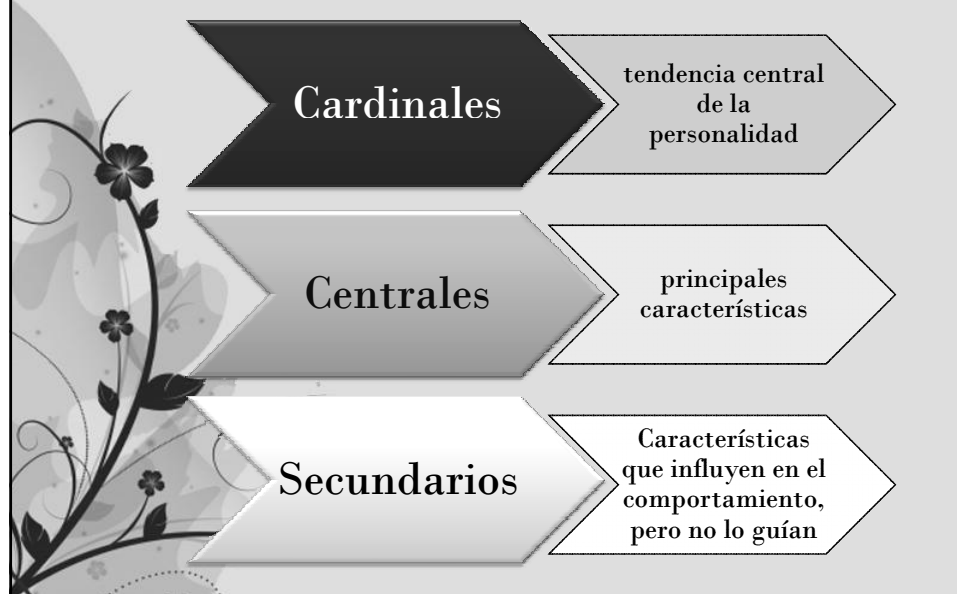 Cardinales
tendencia central
de la
personalidad
Centrales
principales
características
Secundarios
Características
que influyen en el
comportamiento,
pero no lo guían